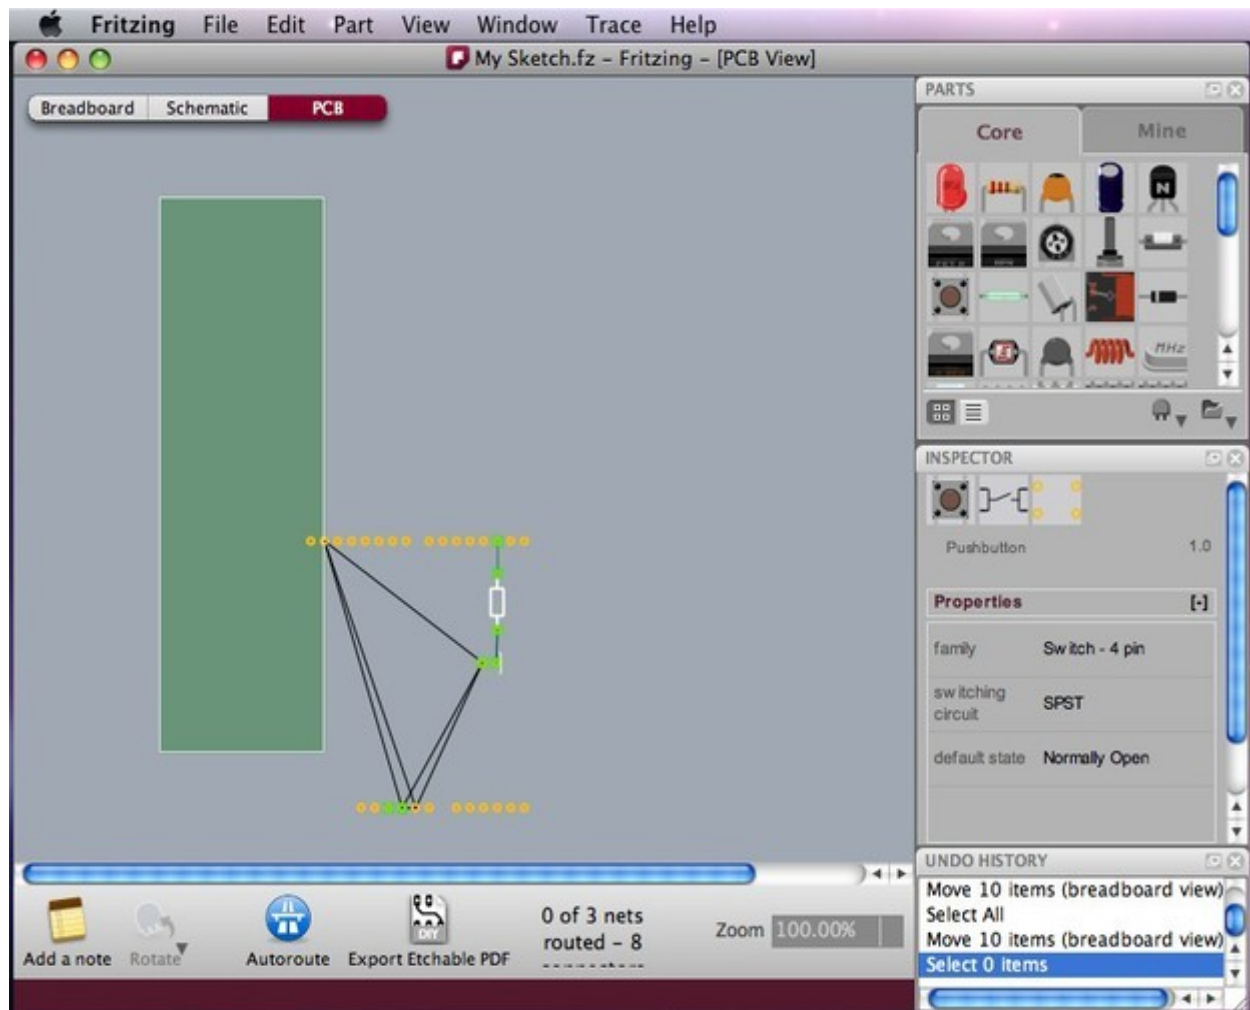 Fritzing File Edit Part View Window Trace Help
My Sketch.fz – Fritzing – [PCB View]
Breadboard Schematic PCB
PARTS
Core Mine
N
MHz
INSPECTOR
Pushbutton 1.0
Properties [-]
family Switch - 4 pin
switching
circuit SPST
default state Normally Open
UNDO HISTORY
Move 10 items (breadboard view)
Select All
Move 10 items (breadboard view)
Select 0 items
0 of 3 nets
routed – 8
Zoom 100.00%
DIY
Add a note Rotate Autoroute Export Etchable PDF